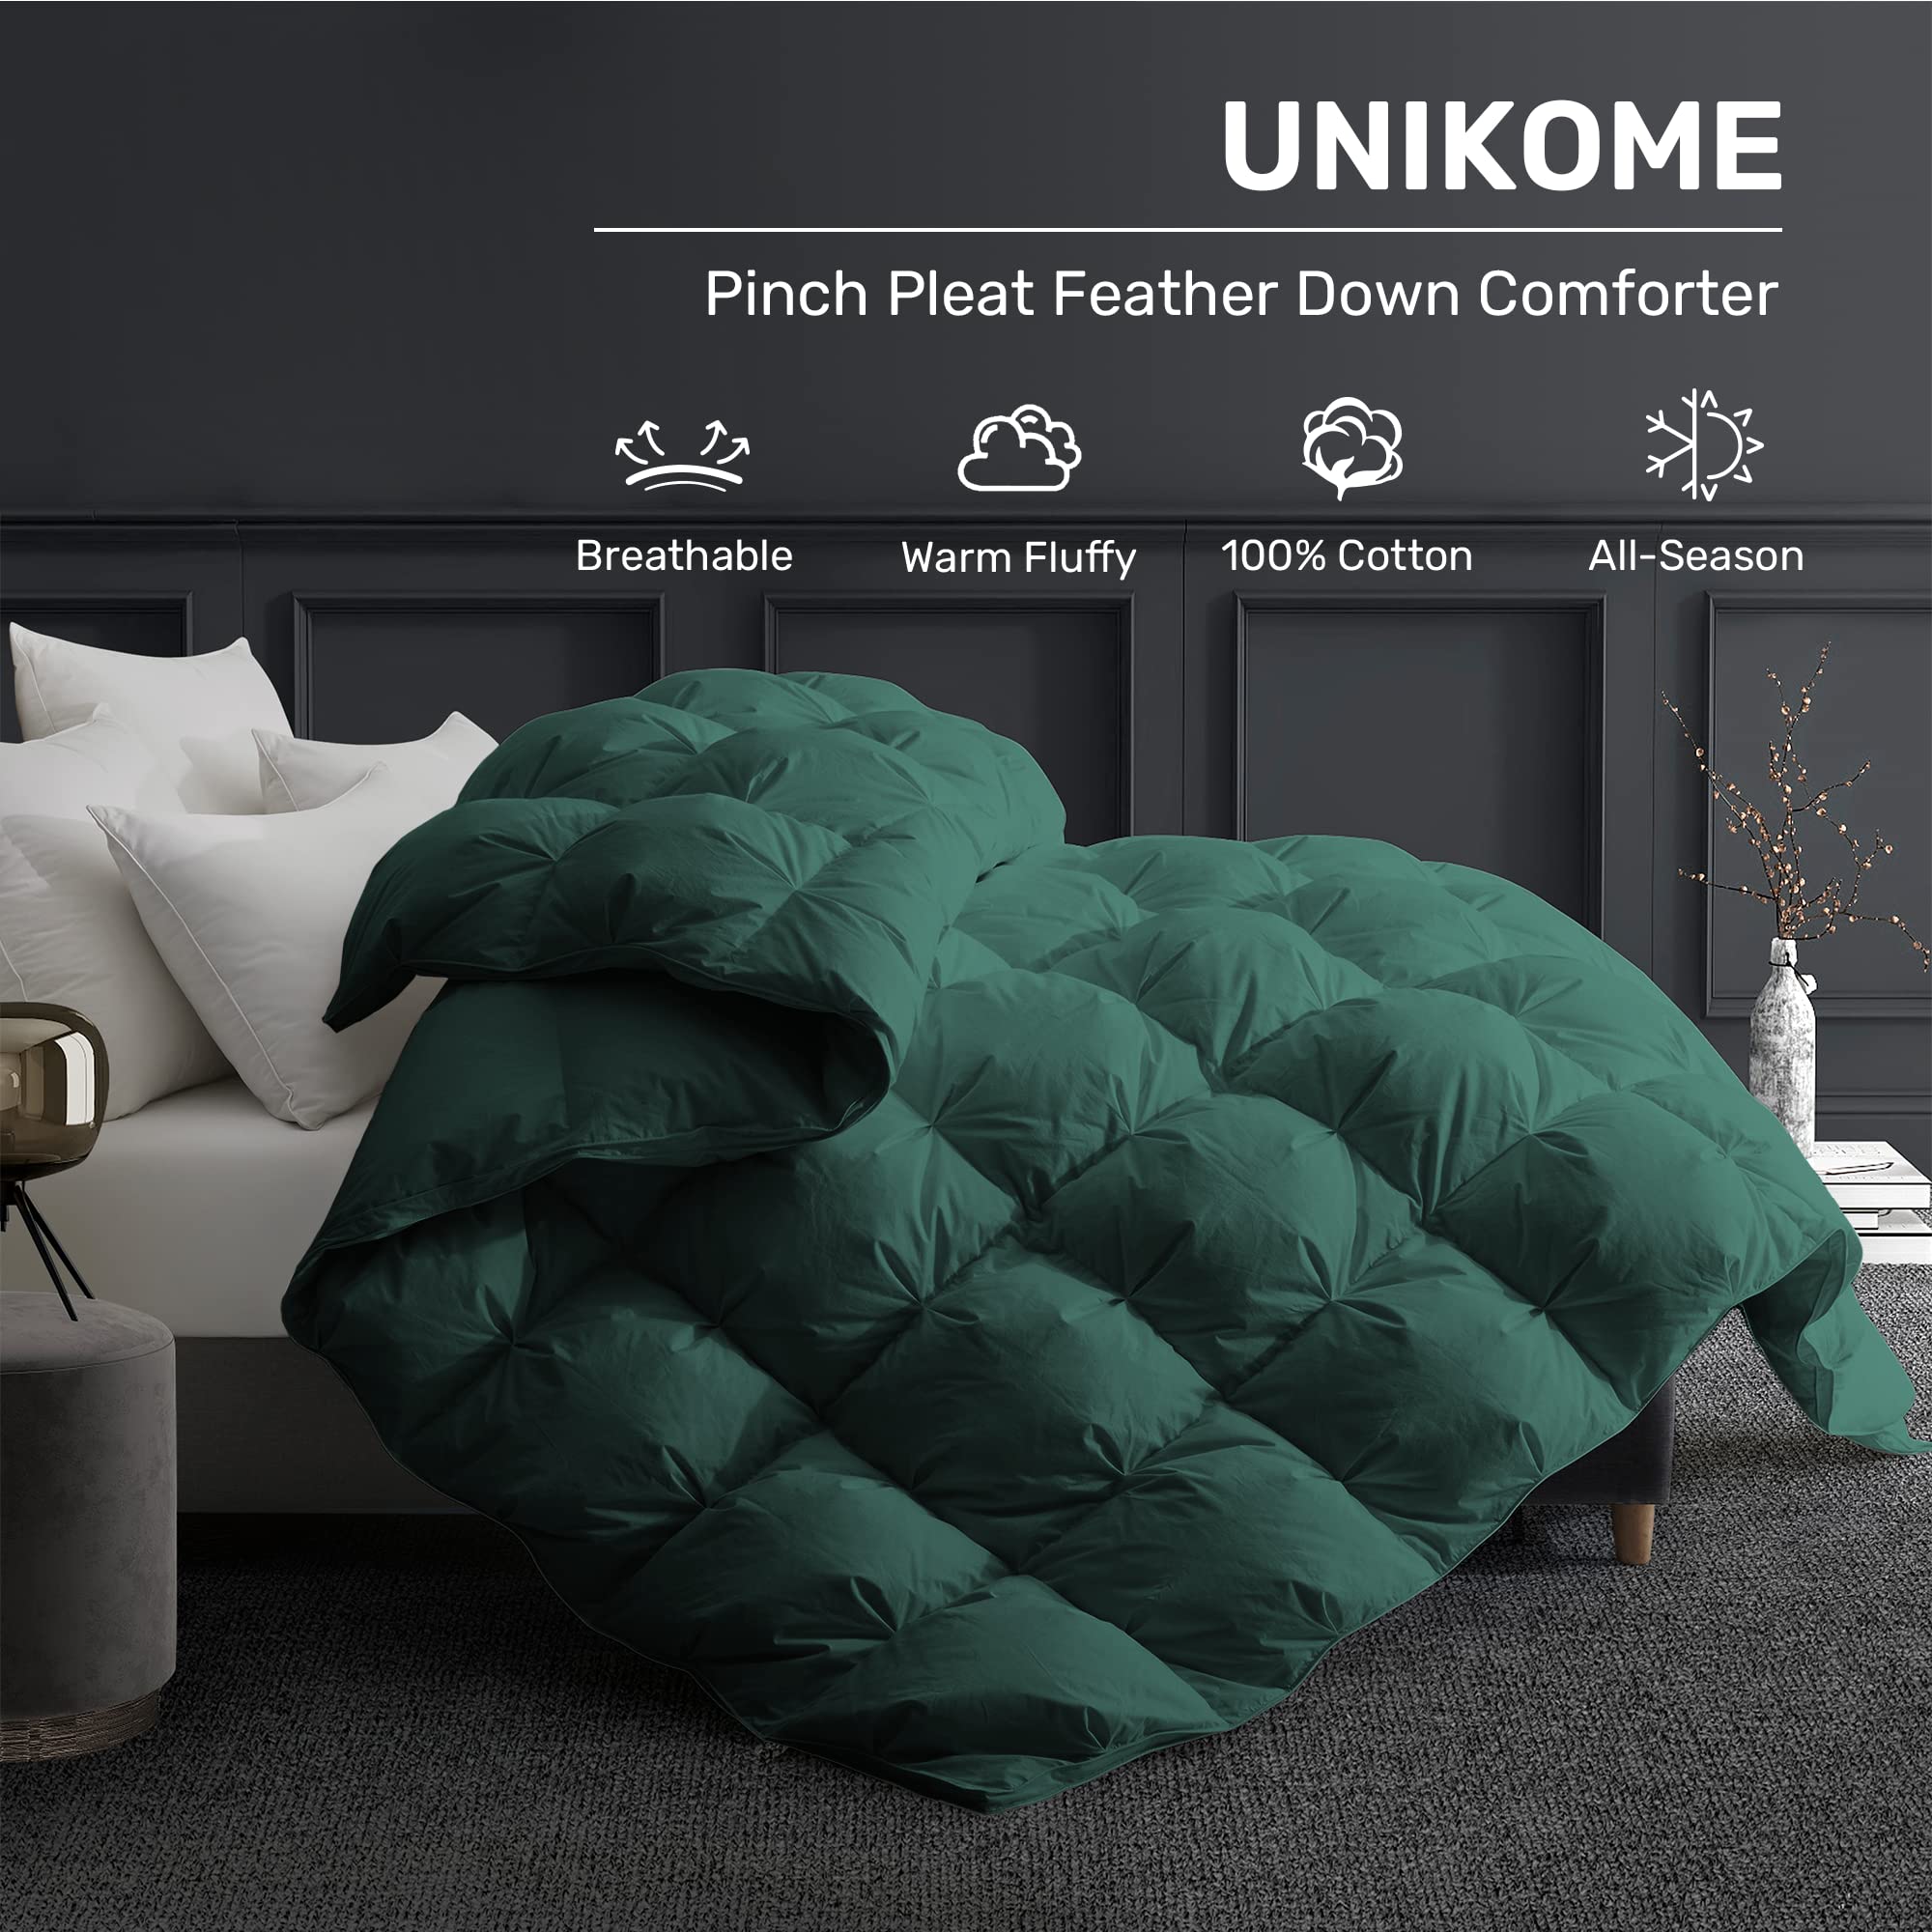 UNIKOME
Pinch Pleat Feather Down Comforter
Breathable
Warm Fluffy
100% Cotton
All-Season